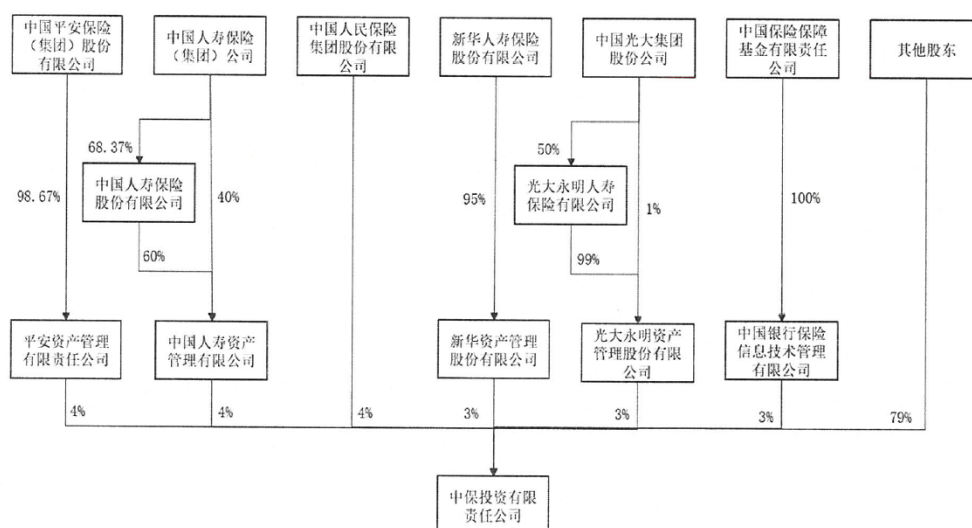 中国平安保险
（集团）股份
有限公司
中国人寿保险
（集团）公司
中国人民保险
集团股份有限
公司
新华人寿保险
股份有限公司
中国光大集团
股份公司
中国保险保障
基金有限责任
公司
其他股东
68.37%
50%
中国人寿保险
股份有限公司
光大永明人寿
保险有限公司
98.67%
40%
95%
1%
100%
60%
99%
平安资产管理
有限责任公司
中国人寿资产
管理有限公司
新华资产管理
股份有限公司
光大永明资产
管理股份有限
公司
中国银行保险
信息技术管理
有限公司
4%
4%
4%
3%
3%
3%
79%
中保投资有限
责任公司